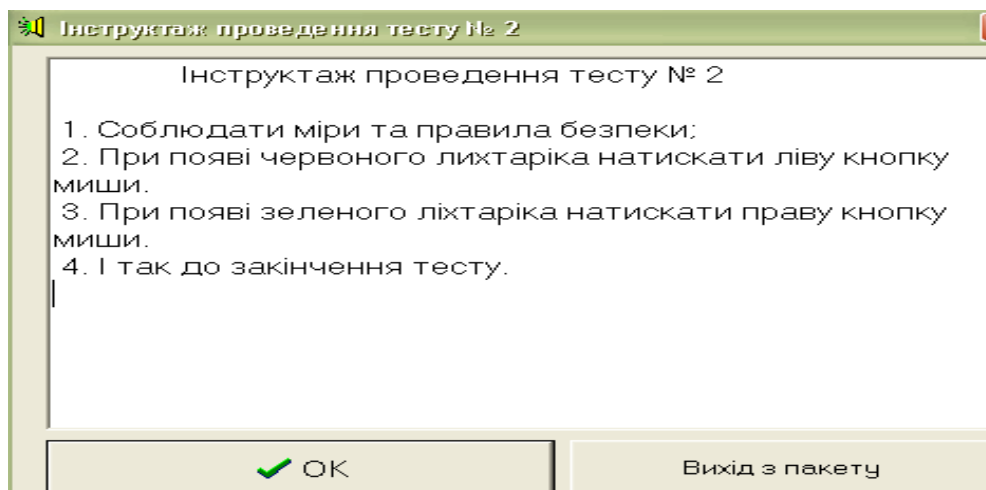 Інструктаж проведення тесту № 2
Інструктаж проведення тесту № 2
1. Соблюдати міри та правила безпеки;
2. При появі червоного лихтаріка натискати ліву кнопку
миши.
3. При появі зеленого ліхтаріка натискати праву кнопку
миши.
4. І так до закінчення тесту.
OK
Вихід з пакету